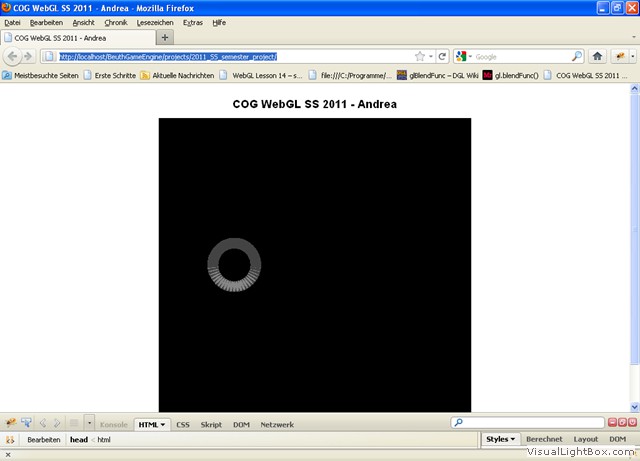 COG WebGL SS 2011 - Andrea - Mozilla Firefox
Datei Bearbeiten Ansicht Chronik Lesezeichen Extras Hilfe
COG WebGL SS 2011 - Andrea
http://localhost/BeuthGameEngine/projects/2011_SS_semester_project/
Google
Meistbesuchte Seiten Erste Schritte Aktuelle Nachrichten WebGL Lesson 14 – s... file:///C:/Programme/... glBlendFunc – DGL Wiki gl.blendFunc() COG WebGL SS 2011 ...
COG WebGL SS 2011 - Andrea
Konsole HTML CSS Skript DOM Netzwerk
Bearbeiten head < html
Styles Berechnet Layout DOM
VisualLightBox.com